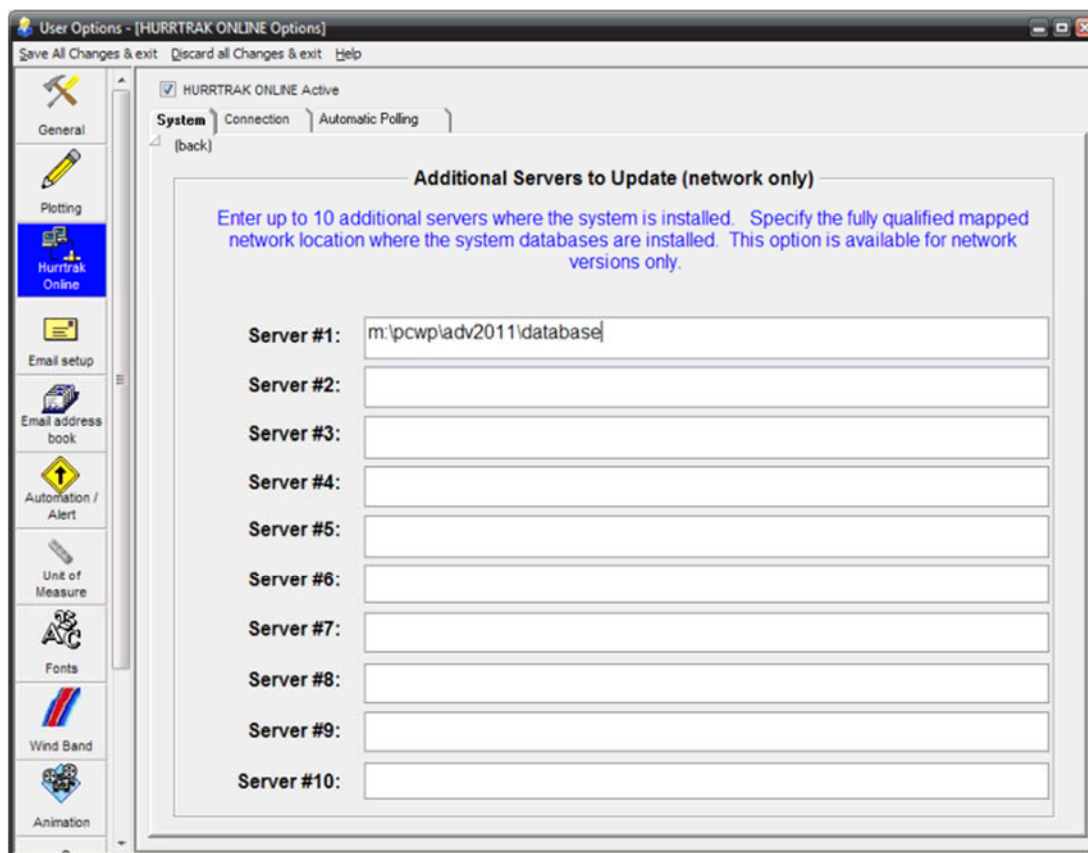 User Options - [HURRTRAK ONLINE Options]
Save All Changes & exit Discard all Changes & exit Help
General
Plotting
Hurrtrak
Online
Email setup
Email address
book
Automation /
Alert
Unit of
Measure
Fonts
Wind Band
Animation
HURRTRAK ONLINE Active
System Connection Automatic Polling
(back)
Additional Servers to Update (network only)
Enter up to 10 additional servers where the system is installed. Specify the fully qualified mapped
network location where the system databases are installed. This option is available for network
versions only.
Server #1: m:\pcwp\adv2011\database
Server #2:
Server #3:
Server #4:
Server #5:
Server #6:
Server #7:
Server #8:
Server #9:
Server #10: